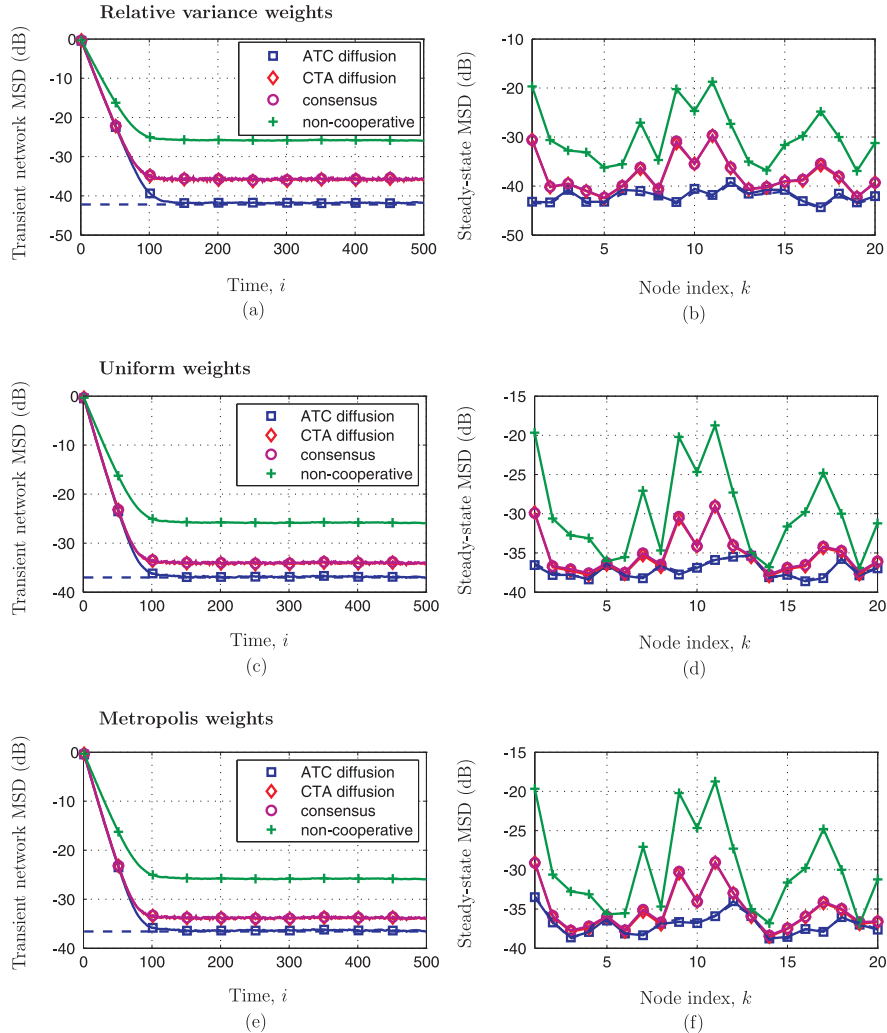 Relative variance weights
Transient network MSD (dB)
0
-10
-20
-30
-40
-50
0
100
200
300
400
500
ATC diffusion
CTA diffusion
consensus
non-cooperative
Time, i
(a)
Steady-state MSD (dB)
-10
-20
-30
-40
-50
5
10
15
20
Node index, k
(b)
Uniform weights
Transient network MSD (dB)
0
-10
-20
-30
-40
0
100
200
300
400
500
ATC diffusion
CTA diffusion
consensus
non-cooperative
Time, i
(c)
Steady-state MSD (dB)
-15
-20
-25
-30
-35
-40
5
10
15
20
Node index, k
(d)
Metropolis weights
Transient network MSD (dB)
0
-10
-20
-30
-40
0
100
200
300
400
500
ATC diffusion
CTA diffusion
consensus
non-cooperative
Time, i
(e)
Steady-state MSD (dB)
-15
-20
-25
-30
-35
-40
5
10
15
20
Node index, k
(f)